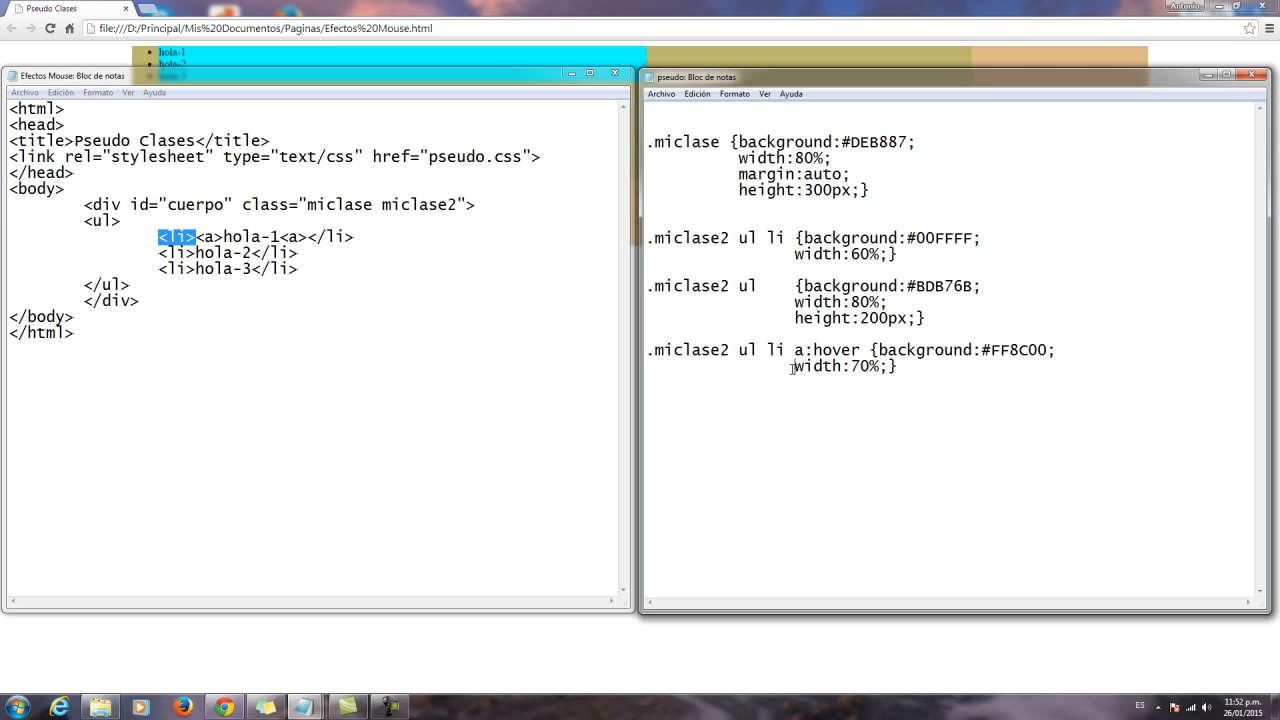 Pseudo Clases
Antonio
file:///D:/Principal/Mis%20Documentos/Paginas/Efectos%20Mouse.html
hola-1
hola-2
hola-3
Efectos Mouse: Bloc de notas
Archivo Edición Formato Ver Ayuda
<html>
<head>
<title>Pseudo Clases</title>
<link rel="stylesheet" type="text/css" href="pseudo.css">
</head>
<body>
<div id="cuerpo" class="miclase miclase2">
<ul>
<li><a>hola-1<a></li>
<li>hola-2</li>
<li>hola-3</li>
</ul>
</div>
</body>
</html>
pseudo: Bloc de notas
Archivo Edición Formato Ver Ayuda
.miclase {background:#DEB887;
width:80%;
margin:auto;
height:300px;}
.miclase2 ul li {background:#00FFFF;
width:60%;}
.miclase2 ul {background:#BDB76B;
width:80%;
height:200px;}
.miclase2 ul li a:hover {background:#FF8C00;
width:70%;}
ES
11:52 p.m.
26/01/2015